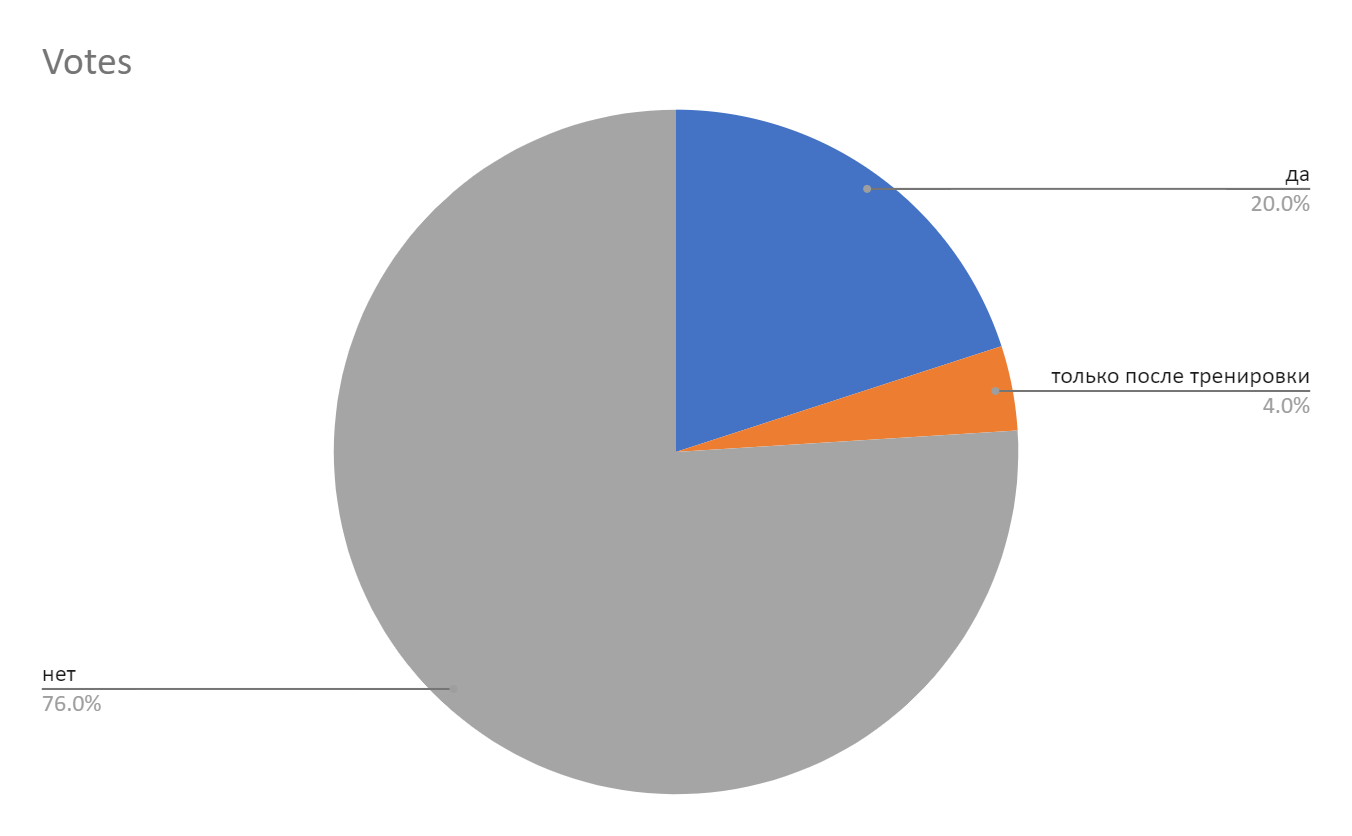 Votes
да
20.0%
только после тренировки
4.0%
нет
76.0%